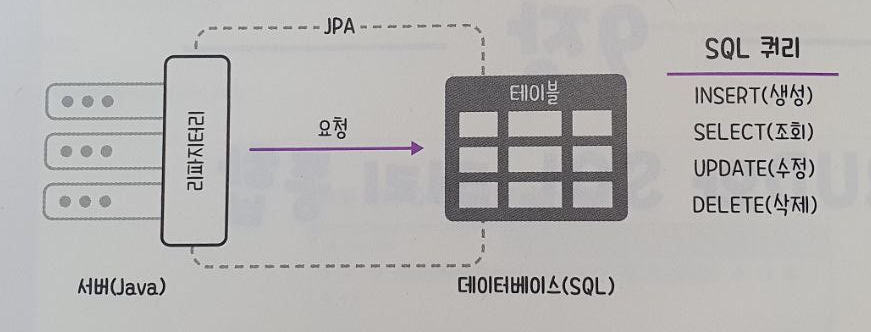 JPA
SQL 쿼리
테이블
INSERT(생성)
요청
리파지터리
SELECT(조회)
UPDATE(수정)
DELETE(삭제)
서버(Java)
데이터베이스(SQL)